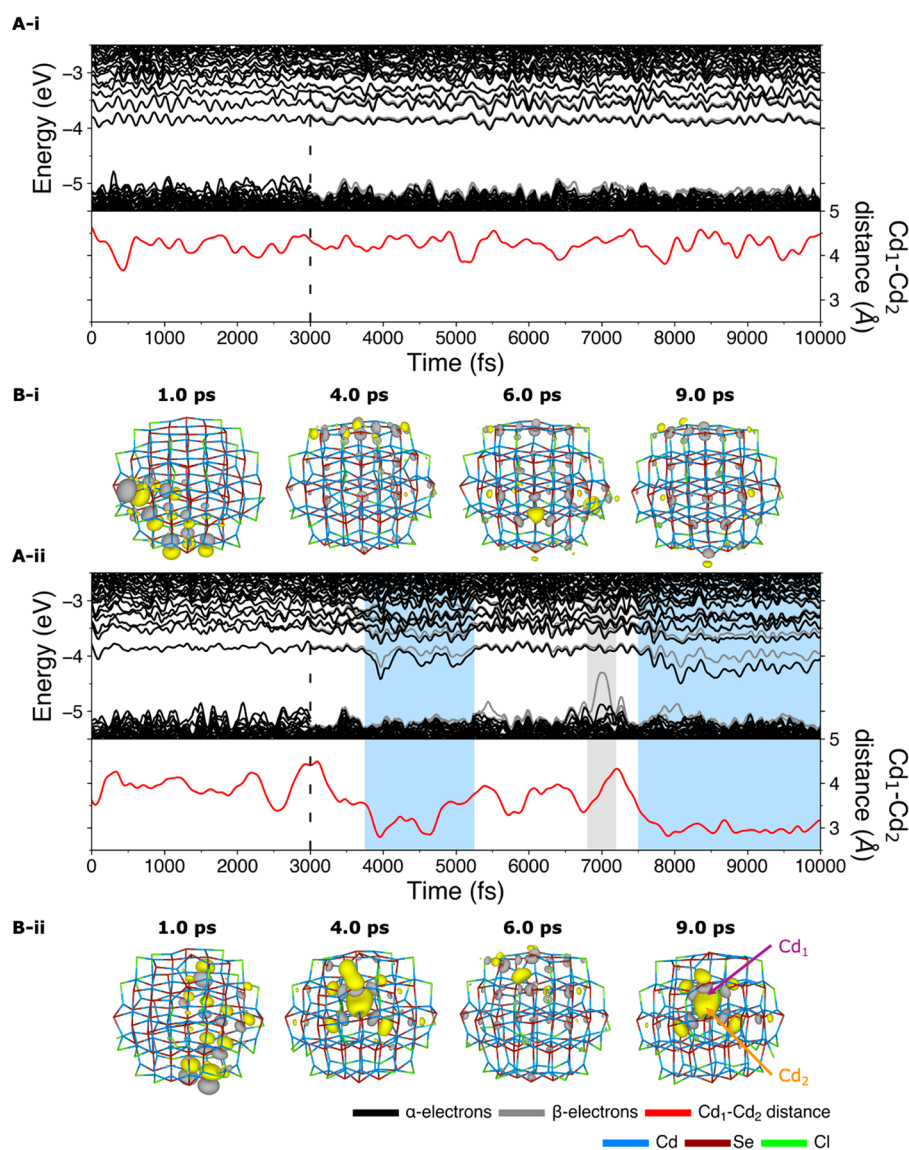 A-i
Energy (eV)
−3
−4
−5
5
4
3
Cd₁-Cd₂
distance (Å)
0 1000 2000 3000 4000 5000 6000 7000 8000 9000 10000
Time (fs)
B-i
1.0 ps 4.0 ps 6.0 ps 9.0 ps
A-ii
Energy (eV)
−3
−4
−5
5
4
3
Cd₁-Cd₂
distance (Å)
0 1000 2000 3000 4000 5000 6000 7000 8000 9000 10000
Time (fs)
B-ii
1.0 ps 4.0 ps 6.0 ps 9.0 ps
Cd₁
Cd₂
α-electrons β-electrons Cd₁-Cd₂ distance
Cd Se Cl